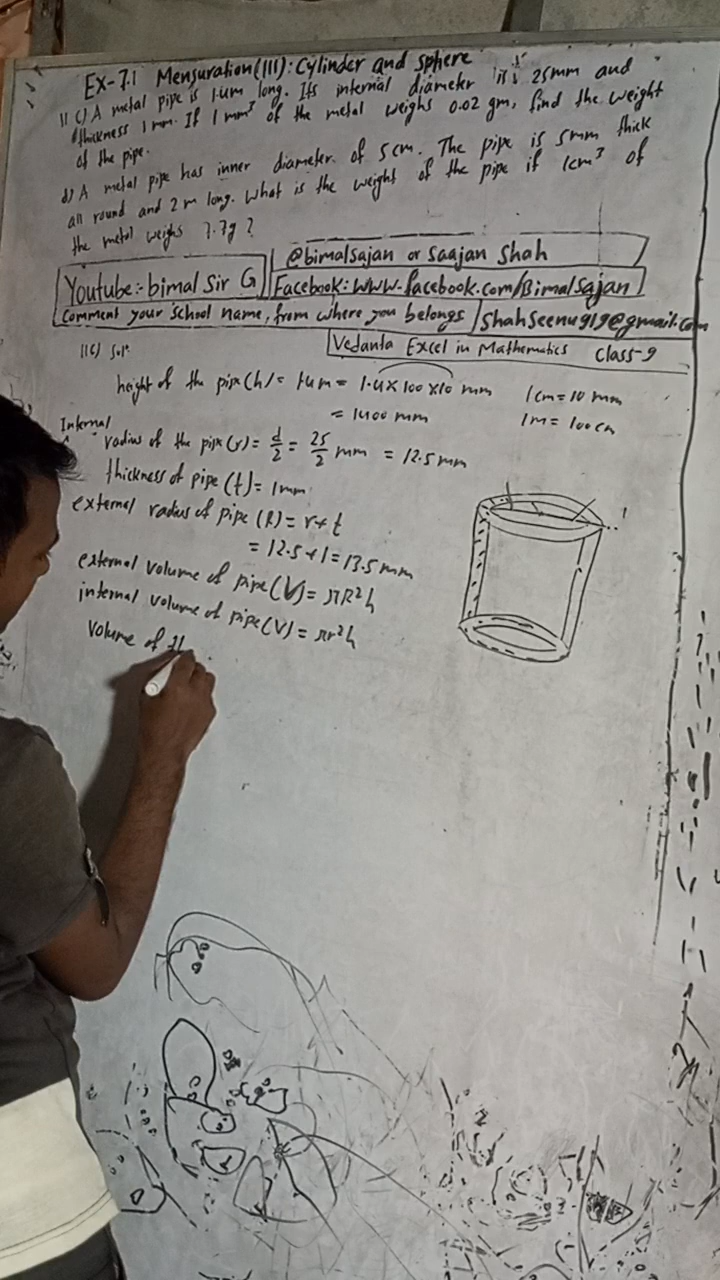 Ex-7.1 Mensuration(III): Cylinder and sphere
11 c) A metal pipe is 1.4m long. Its internal diameter is 25mm and
thickness 1mm. If 1 mm³ of the metal weighs 0.02 gm, find the weight
of the pipe.
d) A metal pipe has inner diameter of 5cm. The pipe is 5mm thick
all round and 2m long. What is the weight of the pipe if 1cm³ of
the metal weighs 7.7g?
@bimalsajan or Saajan Shah
Youtube:- bimal Sir G
Facebook: www.facebook.com/Bimalsajan
Comment your school name, from where you belongs / Shahseenu919@gmail.com
Vedanta Excel in Mathematics Class-9
11c) Solⁿ
height of the pipe(h)= 1.4m = 1.4×100×10 mm
1cm=10 mm
= 1400 mm
1m= 100cm
Internal
radius of the pipe(r)= d/2 = 25/2 mm = 12.5mm
thickness of pipe (t)= 1mm
external radius of pipe (R)= r+t
= 12.5+1=13.5mm
external volume of pipe(V)= πR²h
internal volume of pipe(v)= πr²h
Volume of